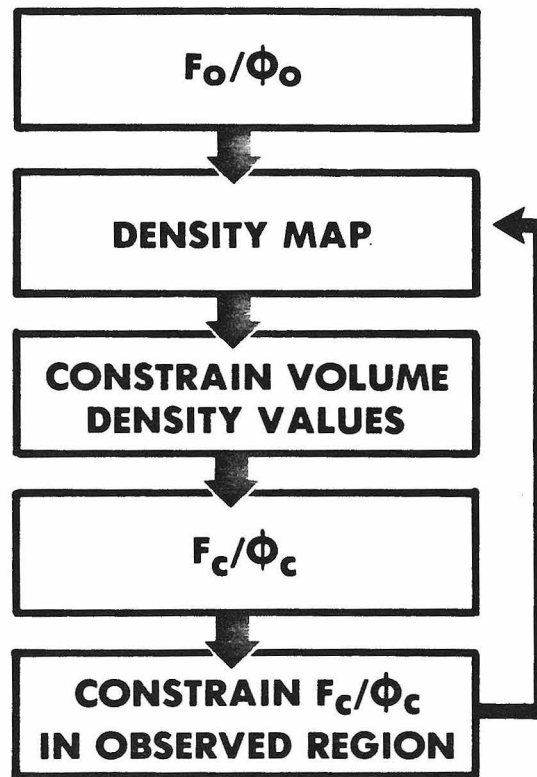 Fo/Φo
DENSITY MAP
CONSTRAIN VOLUME
DENSITY VALUES
Fc/Φc
CONSTRAIN Fc/Φc
IN OBSERVED REGION